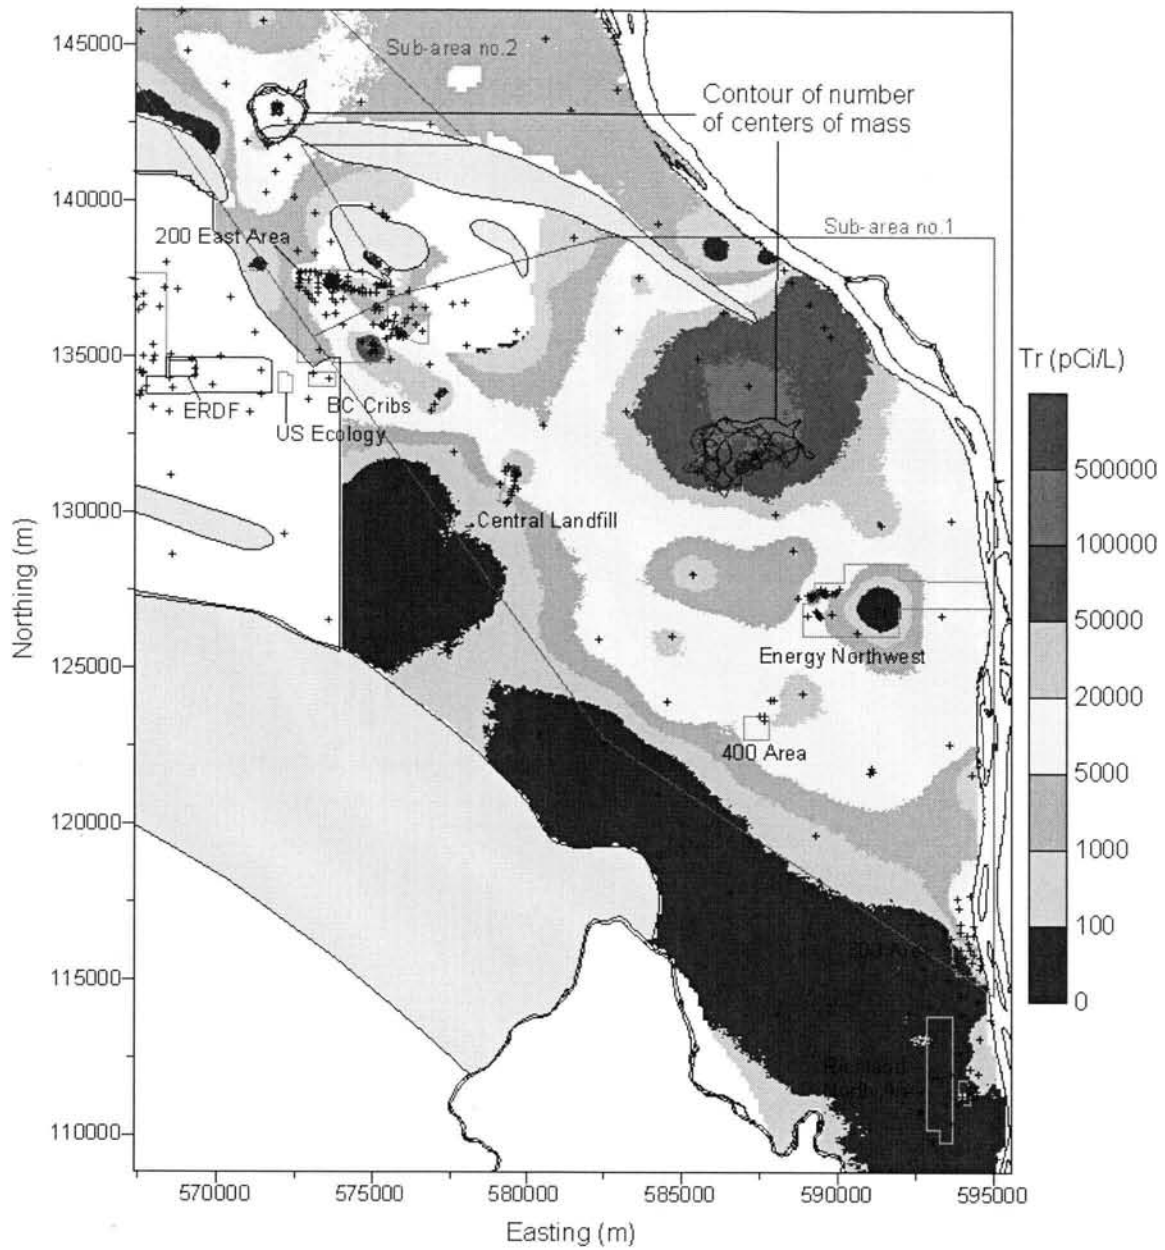 145000
Sub-area no.2
Contour of number
of centers of mass
140000
200 East Area
Sub-area no.1
135000
Tr (pCi/L)
ERDF
BC Cribs
US Ecology
500000
130000
Central Landfill
100000
50000
Northing (m)
125000
Energy Northwest
20000
400 Area
5000
120000
1000
100
115000
0
Richland
North
110000
570000
575000
580000
585000
590000
595000
Easting (m)